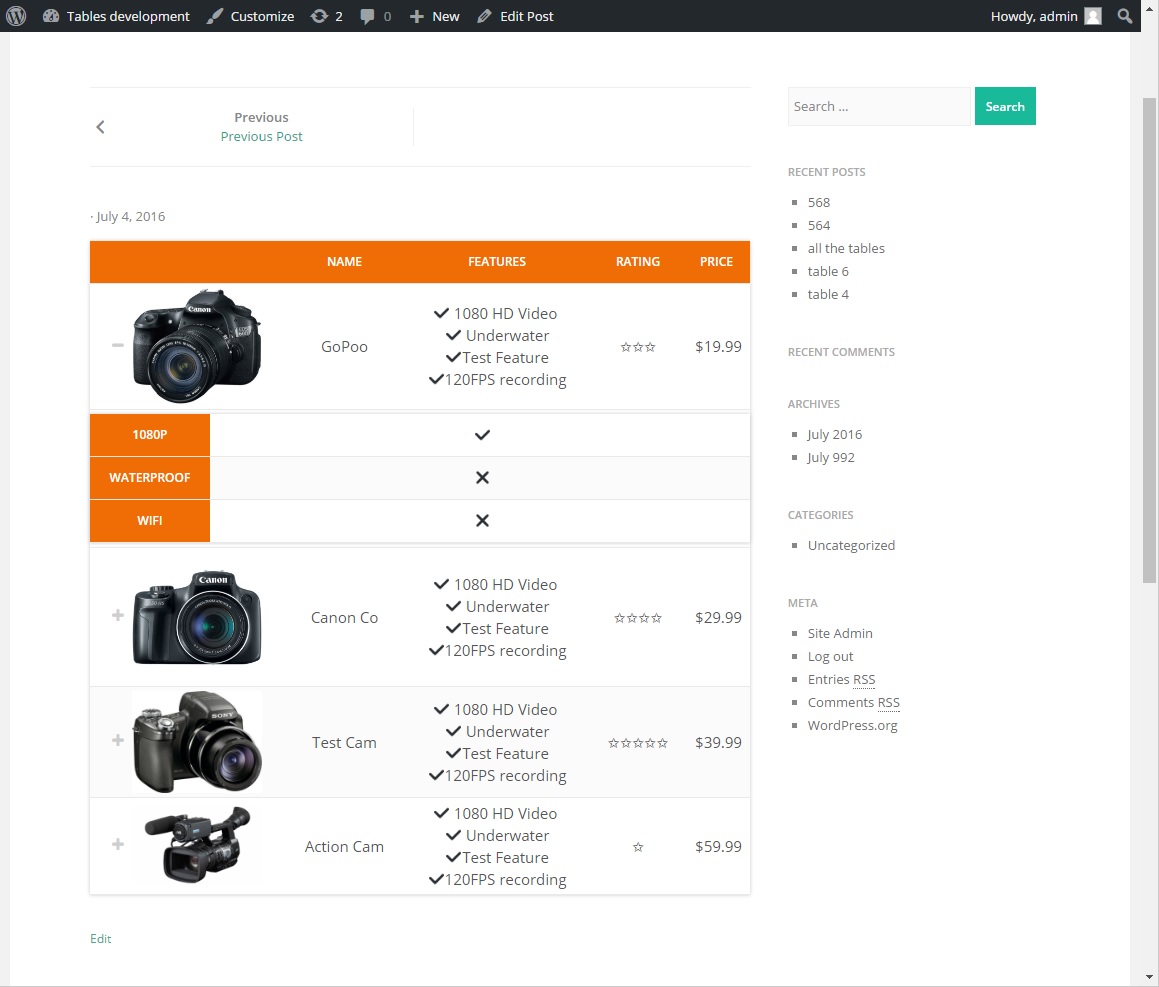 Tables development Customize 2 0 New Edit Post Howdy, admin
Previous
Previous Post
· July 4, 2016
NAME FEATURES RATING PRICE
Canon
GoPoo
1080 HD Video
Underwater
Test Feature
120FPS recording
$19.99
1080P
WATERPROOF
WIFI
Canon
Canon Co
1080 HD Video
Underwater
Test Feature
120FPS recording
$29.99
SONY
Test Cam
1080 HD Video
Underwater
Test Feature
120FPS recording
$39.99
Action Cam
1080 HD Video
Underwater
Test Feature
120FPS recording
$59.99
Edit
Search ... Search
RECENT POSTS
568
564
all the tables
table 6
table 4
RECENT COMMENTS
ARCHIVES
July 2016
July 992
CATEGORIES
Uncategorized
META
Site Admin
Log out
Entries RSS
Comments RSS
WordPress.org